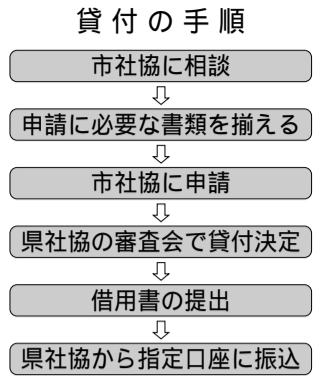 貸付の手順
市社協に相談
⇩
申請に必要な書類を揃える
⇩
市社協に申請
⇩
県社協の審査会で貸付決定
⇩
借用書の提出
⇩
県社協から指定口座に振込